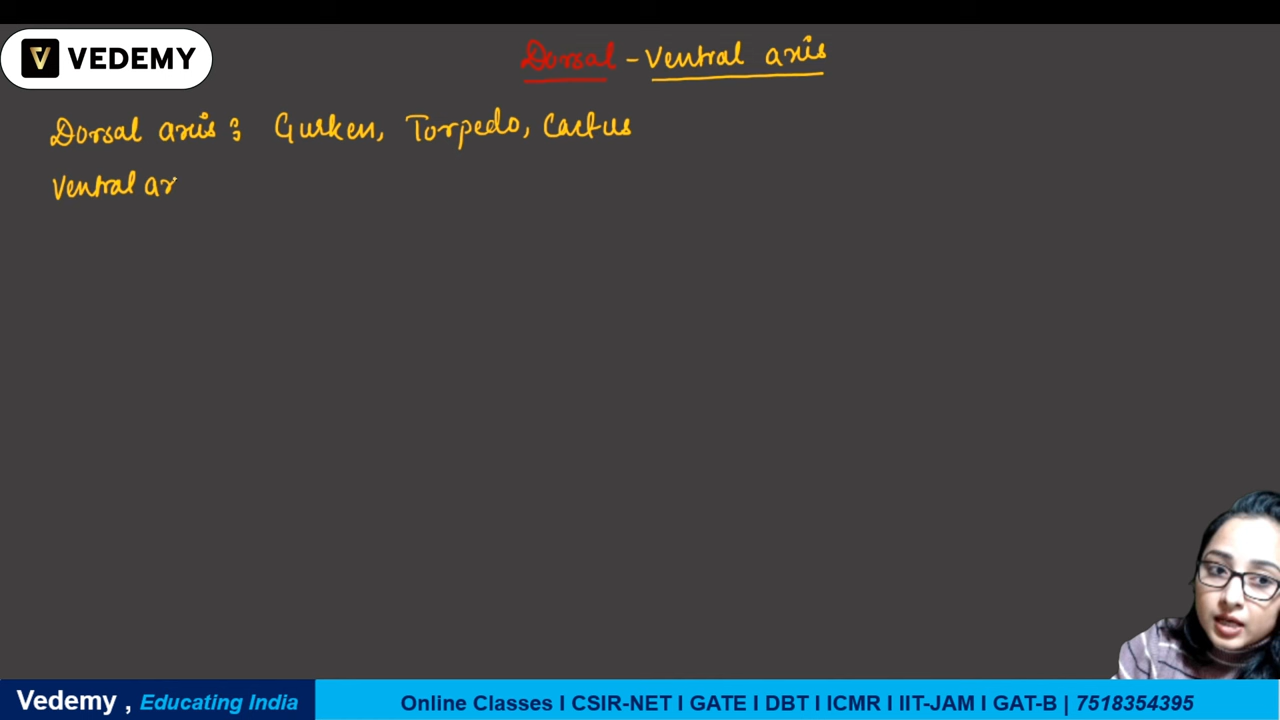 VEDEMY
Dorsal - Ventral axis
Dorsal axis : Gurken, Torpedo, Cactus
Ventral ax
Vedemy , Educating India
Online Classes I CSIR-NET I GATE I DBT I ICMR I IIT-JAM I GAT-B | 7518354395